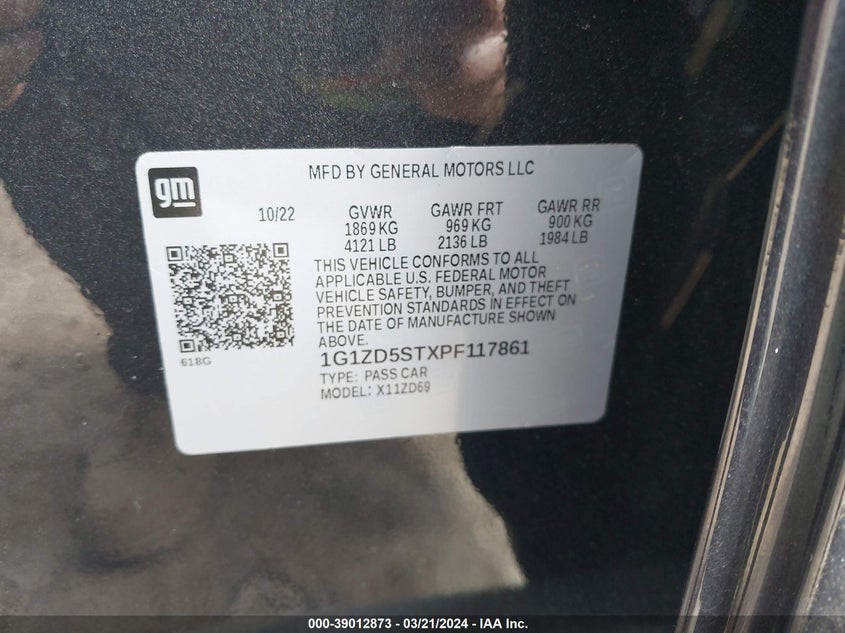 gm
MFD BY GENERAL MOTORS LLC
10/22 GVWR GAWR FRT GAWR RR
1869 KG 969 KG 900 KG
4121 LB 2136 LB 1984 LB
THIS VEHICLE CONFORMS TO ALL
APPLICABLE U.S. FEDERAL MOTOR
VEHICLE SAFETY, BUMPER, AND THEFT
PREVENTION STANDARDS IN EFFECT ON
THE DATE OF MANUFACTURE SHOWN
ABOVE.
618G
1G1ZD5STXPF117861
TYPE: PASS CAR
MODEL: X11ZD69
000-39012873 / 03/21/2024 - IAA Inc.